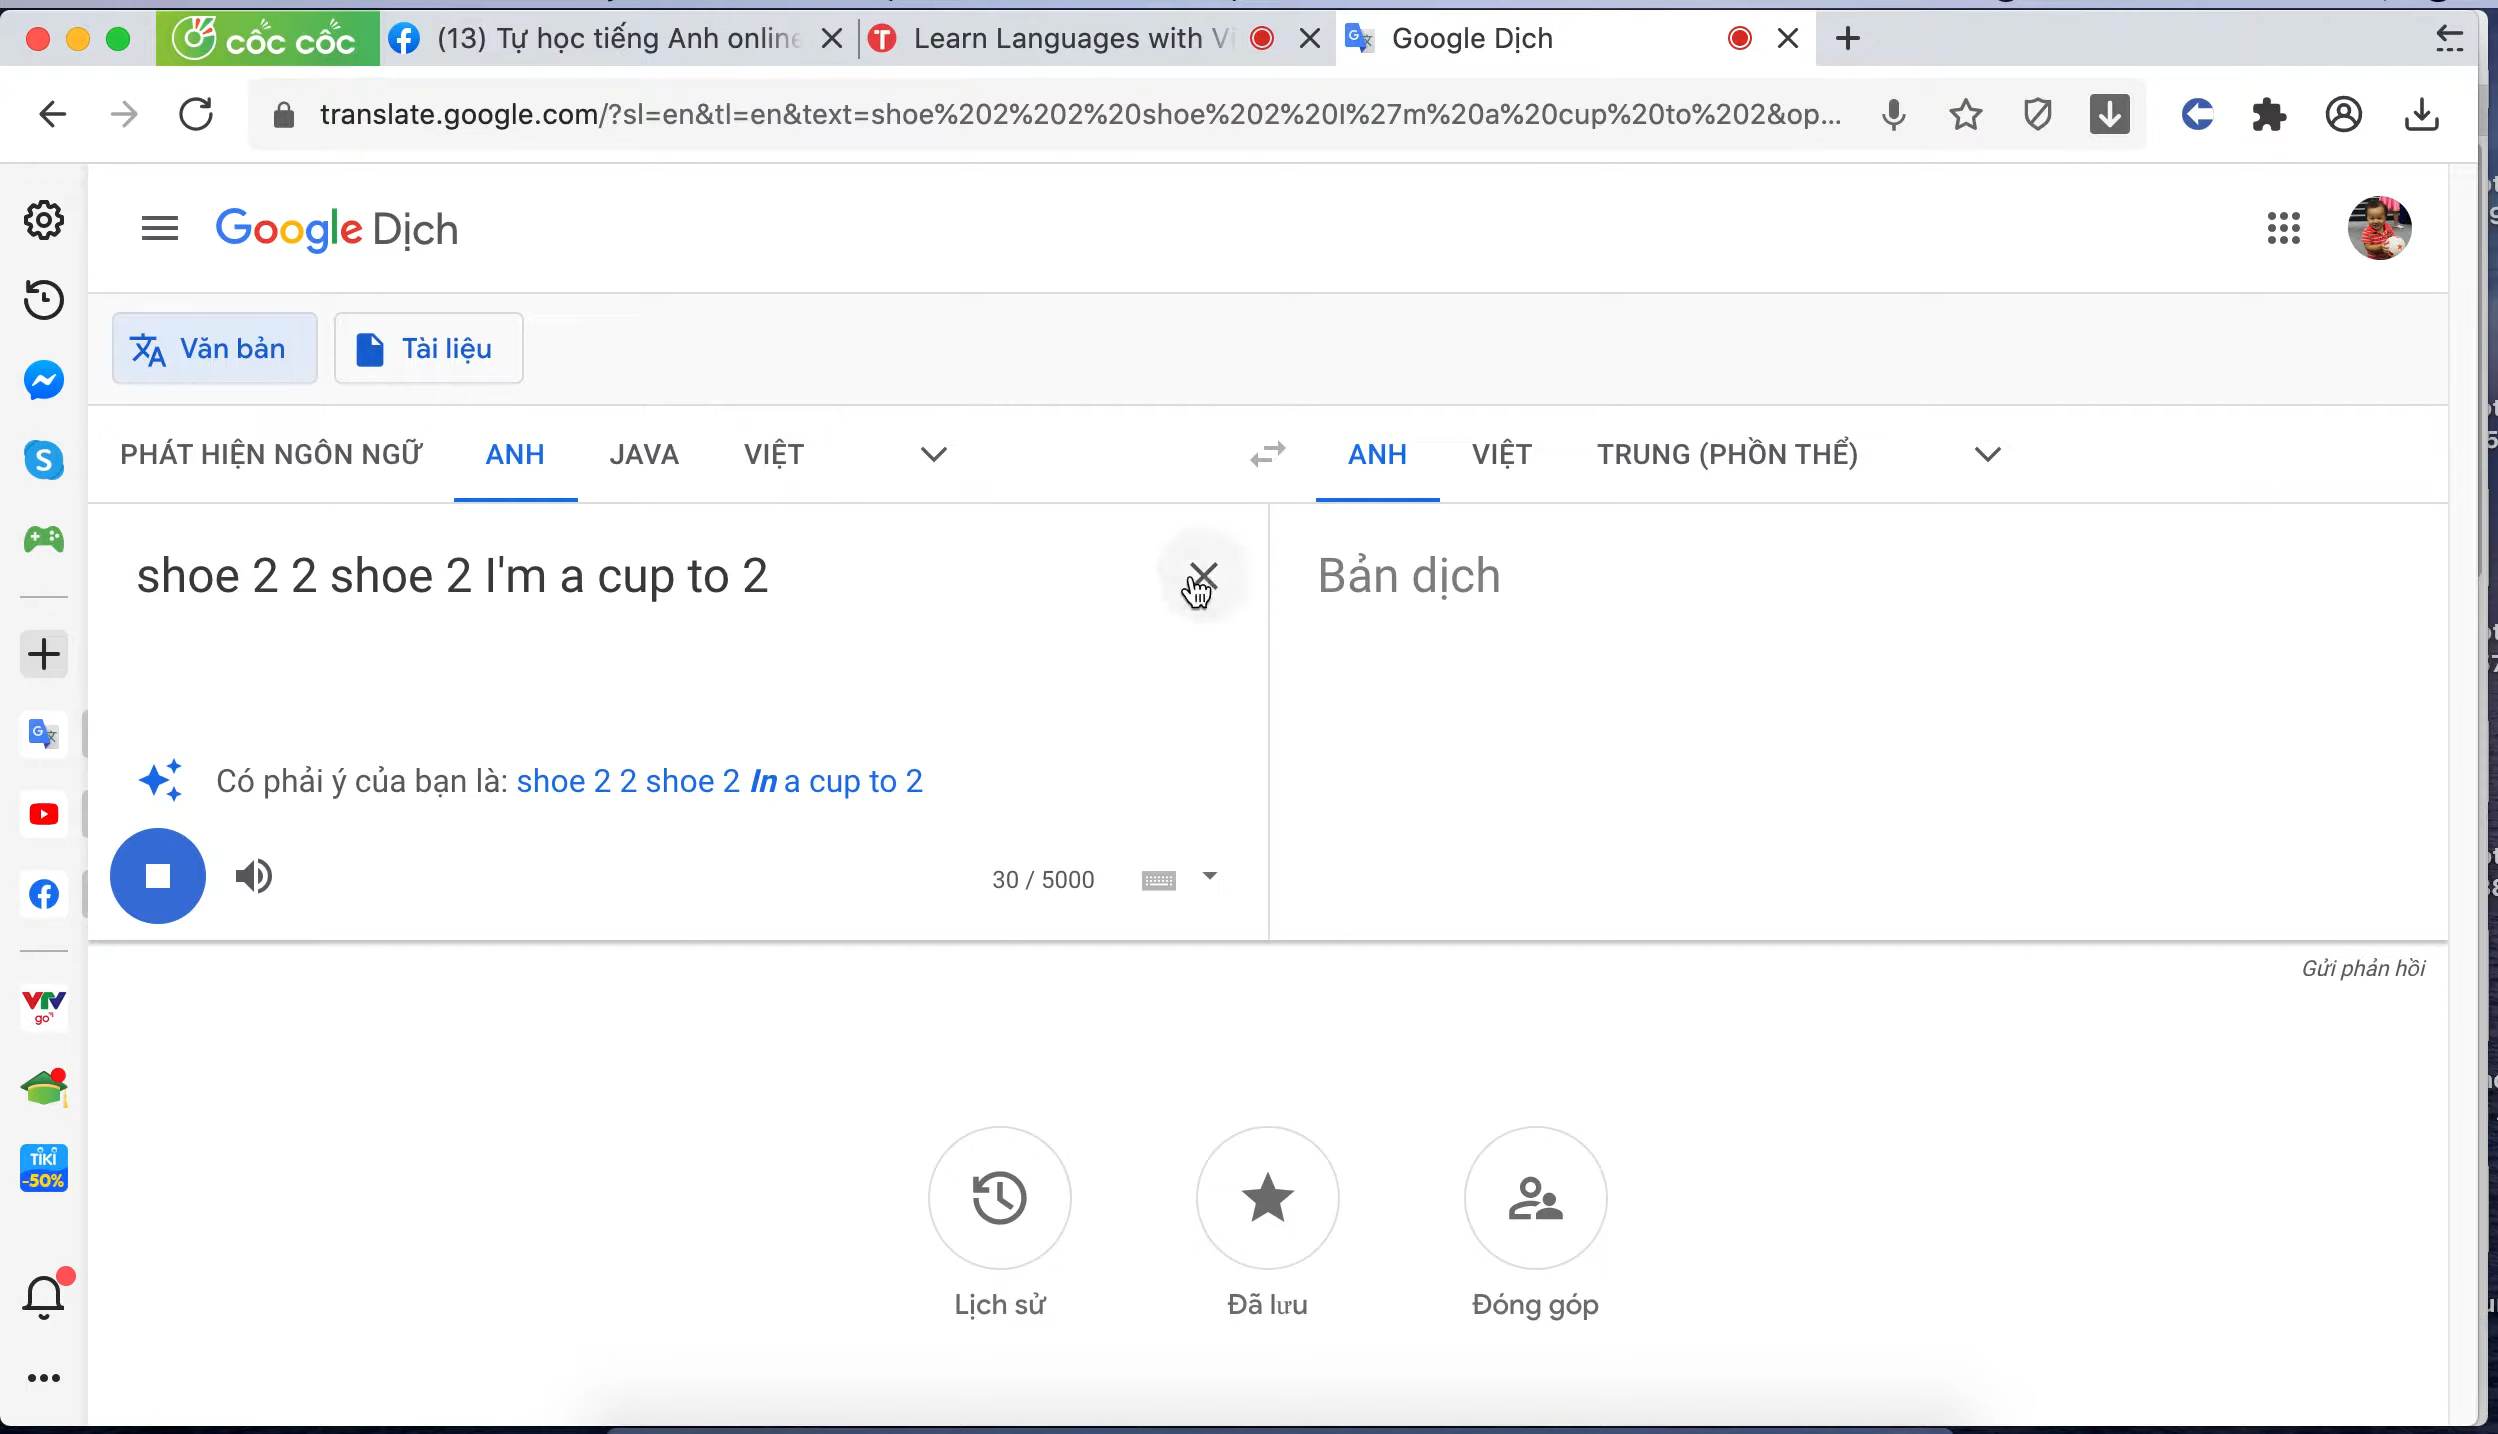 cốc cốc (13) Tự học tiếng Anh online Learn Languages with Vi Google Dịch
translate.google.com/?sl=en&tl=en&text=shoe%202%202%20shoe%202%20I%27m%20a%20cup%20to%202&op...
Google Dịch
Văn bản Tài liệu
PHÁT HIỆN NGÔN NGỮ ANH JAVA VIỆT ANH VIỆT TRUNG (PHỒN THỂ)
shoe 2 2 shoe 2 I'm a cup to 2 Bản dịch
Có phải ý của bạn là: shoe 2 2 shoe 2 In a cup to 2
30 / 5000
Gửi phản hồi
VTV
go
TIKI
-50%
Lịch sử Đã lưu Đóng góp